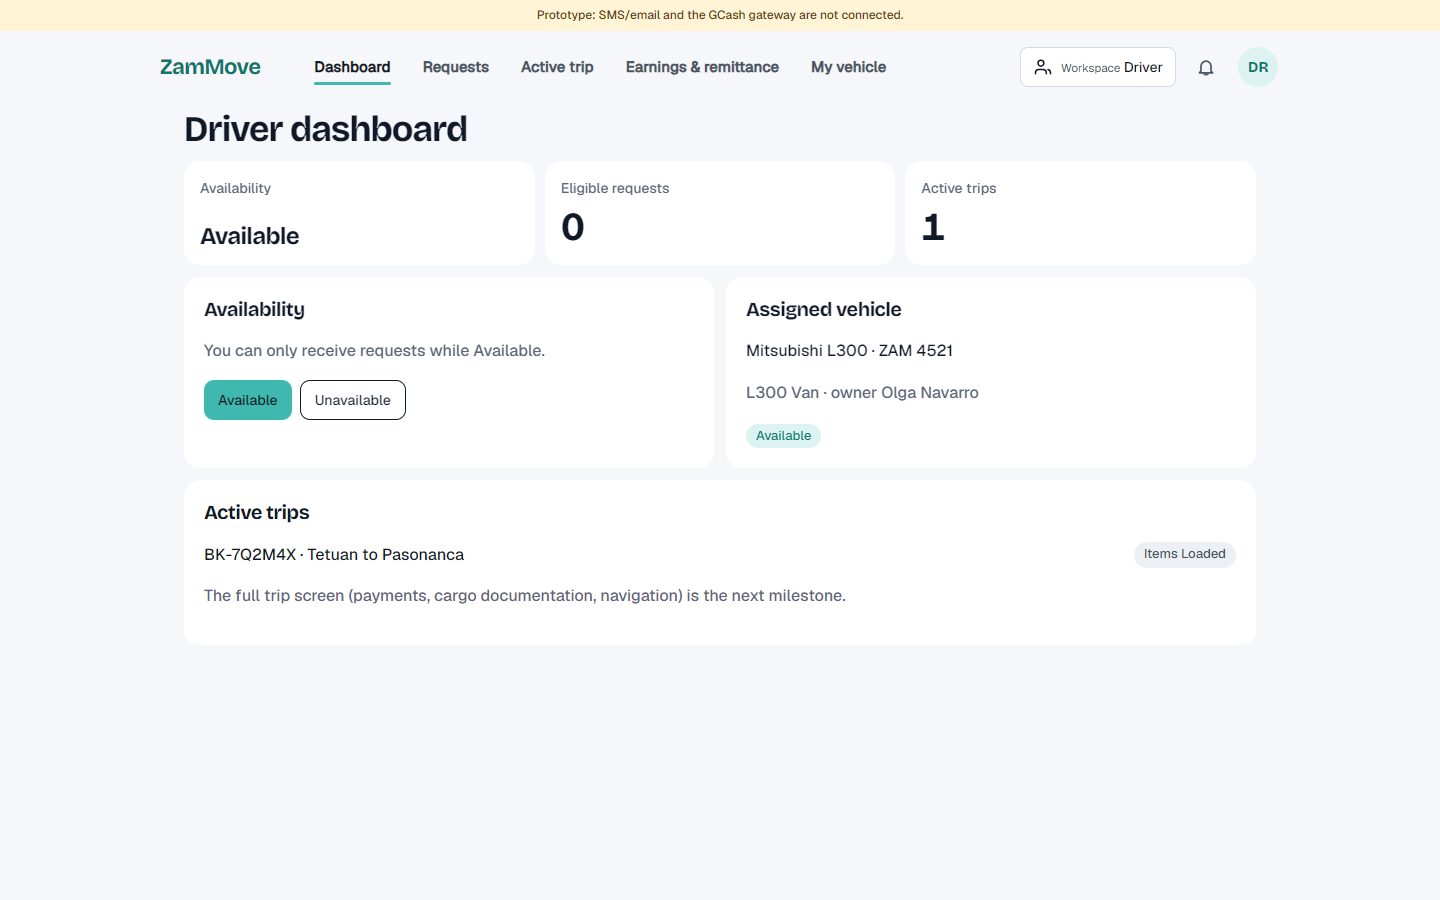 Prototype: SMS/email and the GCash gateway are not connected.
ZamMove
Dashboard
Requests
Active trip
Earnings & remittance
My vehicle
Workspace Driver
DR
Driver dashboard
Availability
Available
Eligible requests
0
Active trips
1
Availability
You can only receive requests while Available.
Available
Unavailable
Assigned vehicle
Mitsubishi L300 · ZAM 4521
L300 Van · owner Olga Navarro
Available
Active trips
BK-7Q2M4X · Tetuan to Pasonanca
Items Loaded
The full trip screen (payments, cargo documentation, navigation) is the next milestone.